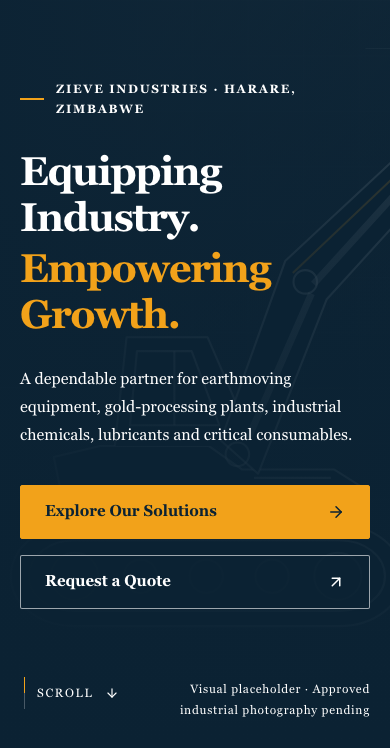 ZIEVE INDUSTRIES · HARARE,
ZIMBABWE
Equipping
Industry.
Empowering
Growth.
A dependable partner for earthmoving
equipment, gold-processing plants, industrial
chemicals, lubricants and critical consumables.
Explore Our Solutions
Request a Quote
SCROLL
Visual placeholder · Approved
industrial photography pending